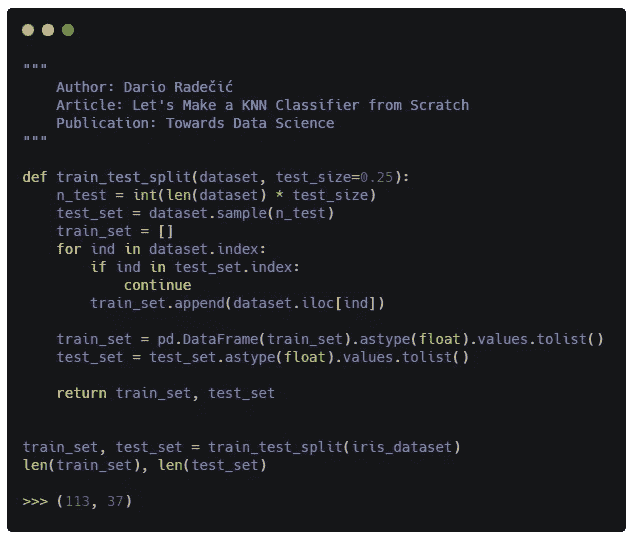 """
    Author: Dario Radečić
    Article: Let's Make a KNN Classifier from Scratch
    Publication: Towards Data Science
"""
def train_test_split(dataset, test_size=0.25):
    n_test = int(len(dataset) * test_size)
    test_set = dataset.sample(n_test)
    train_set = []
    for ind in dataset.index:
        if ind in test_set.index:
            continue
        train_set.append(dataset.iloc[ind])
    train_set = pd.DataFrame(train_set).astype(float).values.tolist()
    test_set = test_set.astype(float).values.tolist()
    return train_set, test_set
train_set, test_set = train_test_split(iris_dataset)
len(train_set), len(test_set)
>>> (113, 37)